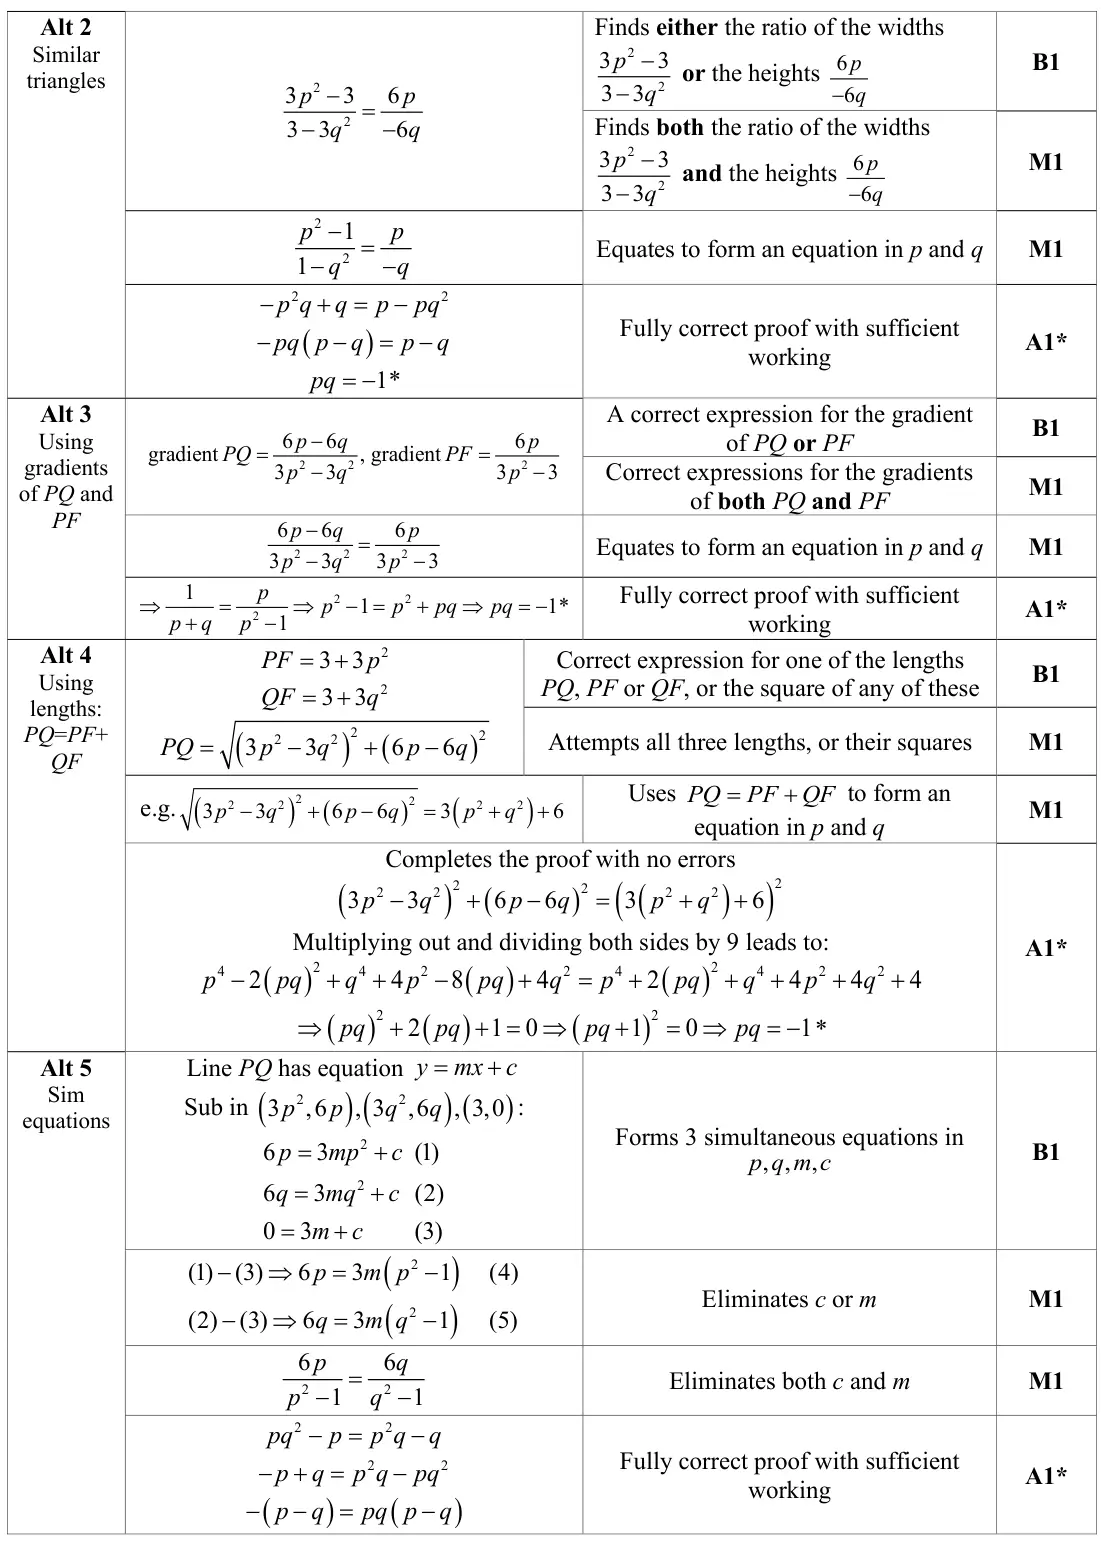 Alt 2
Similar
triangles
(3p² − 3)/(3 − 3q²) = 6p/(−6q)
Finds either the ratio of the widths
(3p² − 3)/(3 − 3q²) or the heights 6p/(−6q)
B1
Finds both the ratio of the widths
(3p² − 3)/(3 − 3q²) and the heights 6p/(−6q)
M1
(p² − 1)/(1 − q²) = p/(−q)
Equates to form an equation in p and q
M1
−p²q + q = p − pq²
−pq(p − q) = p − q
pq = −1*
Fully correct proof with sufficient
working
A1*
Alt 3
Using
gradients
of PQ and
PF
gradient PQ = (6p − 6q)/(3p² − 3q²), gradient PF = 6p/(3p² − 3)
A correct expression for the gradient
of PQ or PF
B1
Correct expressions for the gradients
of both PQ and PF
M1
(6p − 6q)/(3p² − 3q²) = 6p/(3p² − 3)
Equates to form an equation in p and q
M1
⇒ 1/(p + q) = p/(p² − 1) ⇒ p² − 1 = p² + pq ⇒ pq = −1*
Fully correct proof with sufficient
working
A1*
Alt 4
Using
lengths:
PQ=PF+
QF
PF = 3 + 3p²
QF = 3 + 3q²
PQ = √((3p² − 3q²)² + (6p − 6q)²)
Correct expression for one of the lengths
PQ, PF or QF, or the square of any of these
B1
Attempts all three lengths, or their squares
M1
e.g. √((3p² − 3q²)² + (6p − 6q)²) = 3(p² + q²) + 6
Uses PQ = PF + QF to form an
equation in p and q
M1
Completes the proof with no errors
(3p² − 3q²)² + (6p − 6q)² = (3(p² + q²) + 6)²
Multiplying out and dividing both sides by 9 leads to:
p⁴ − 2(pq)² + q⁴ + 4p² − 8(pq) + 4q² = p⁴ + 2(pq)² + q⁴ + 4p² + 4q² + 4
⇒ (pq)² + 2(pq) + 1 = 0 ⇒ (pq + 1)² = 0 ⇒ pq = −1*
A1*
Alt 5
Sim
equations
Line PQ has equation y = mx + c
Sub in (3p², 6p), (3q², 6q), (3, 0):
6p = 3mp² + c (1)
6q = 3mq² + c (2)
0 = 3m + c (3)
Forms 3 simultaneous equations in
p, q, m, c
B1
(1) − (3) ⇒ 6p = 3m(p² − 1) (4)
(2) − (3) ⇒ 6q = 3m(q² − 1) (5)
Eliminates c or m
M1
6p/(p² − 1) = 6q/(q² − 1)
Eliminates both c and m
M1
pq² − p = p²q − q
−p + q = p²q − pq²
−(p − q) = pq(p − q)
Fully correct proof with sufficient
working
A1*